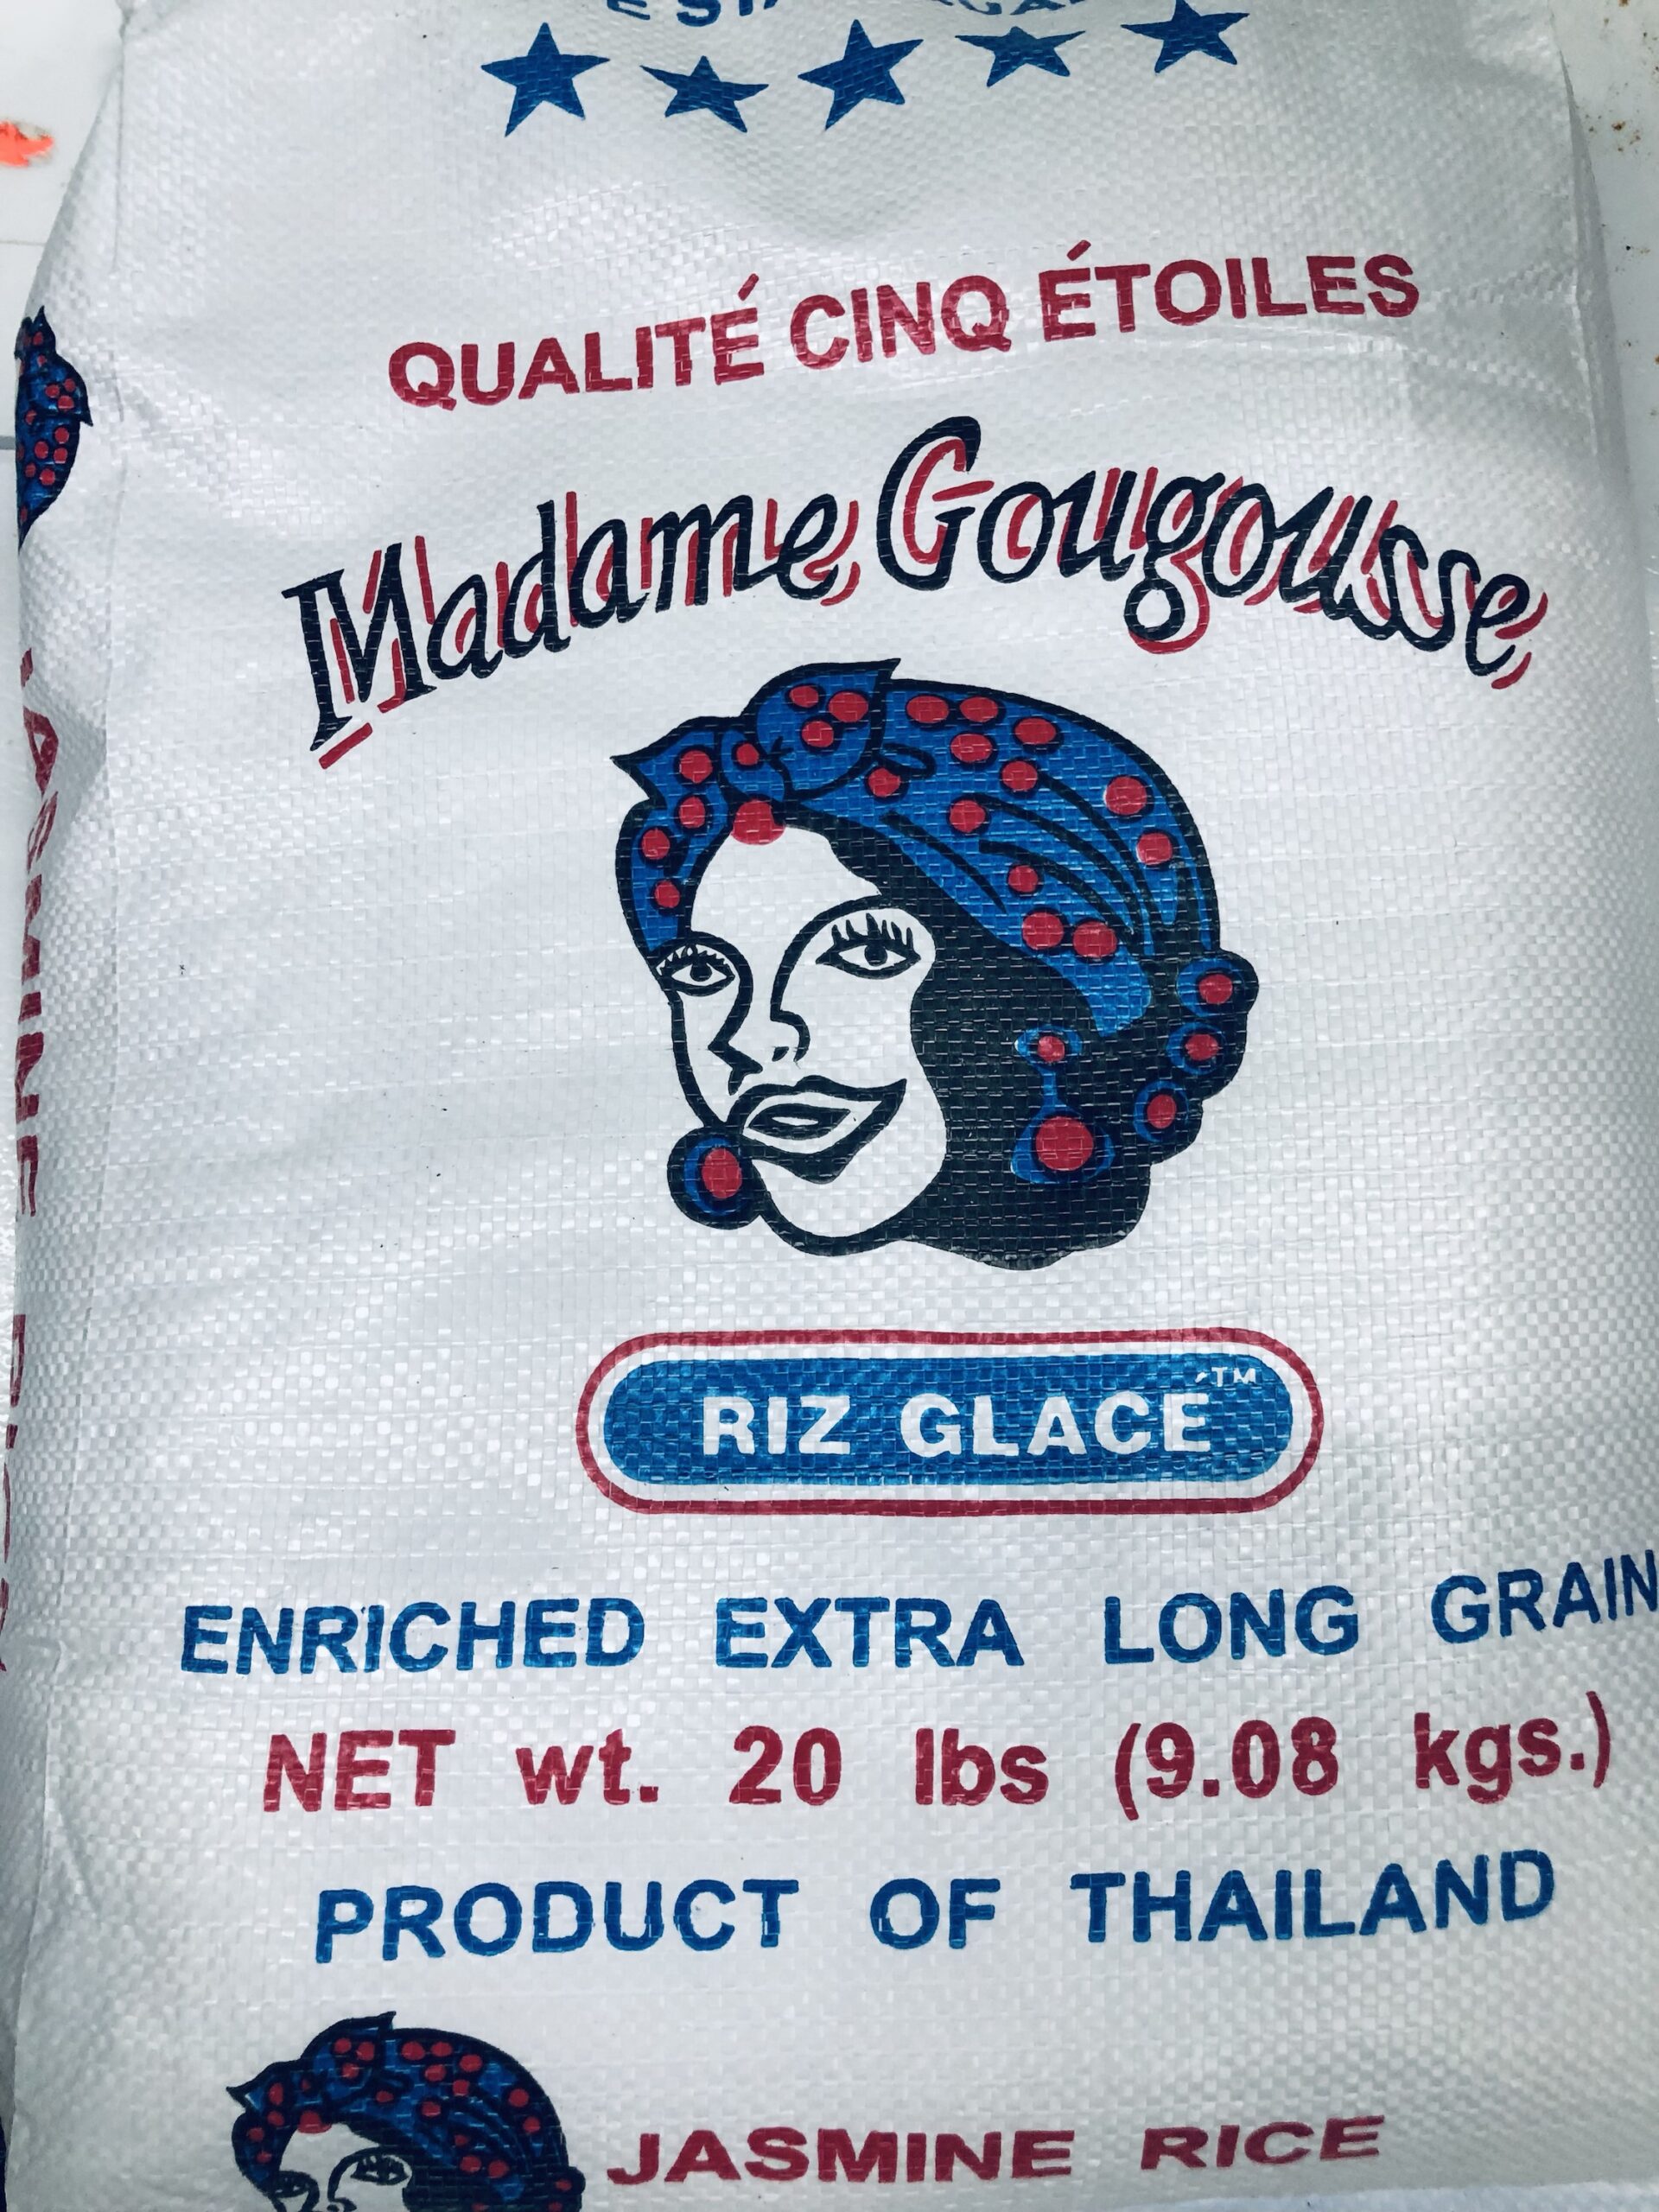 QUALITÉ CINQ ÉTOILES
Madame Gougousse
RIZ GLACÉ™
ENRICHED EXTRA LONG GRAIN
NET wt. 20 lbs (9.08 kgs.)
PRODUCT OF THAILAND
JASMINE RICE
JASMINE